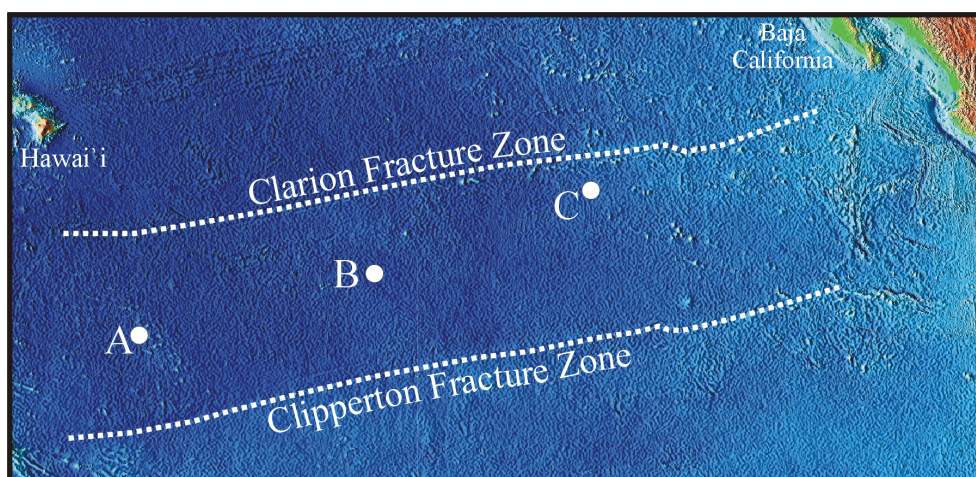 Baja
California
Hawai'i
Clarion Fracture Zone
C
B
A
Clipperton Fracture Zone